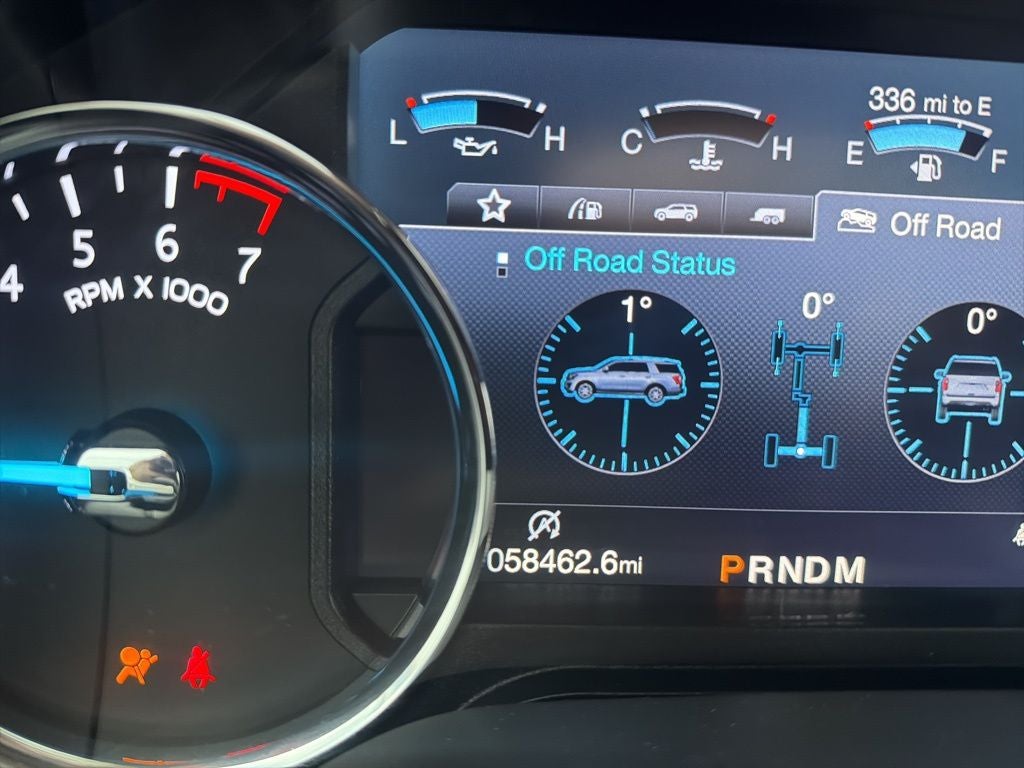 336 mi to E
L H
C H
E F
Off Road
Off Road Status
1° 0° 0°
4 5 6 7
RPM X 1000
058462.6mi
PRNDM